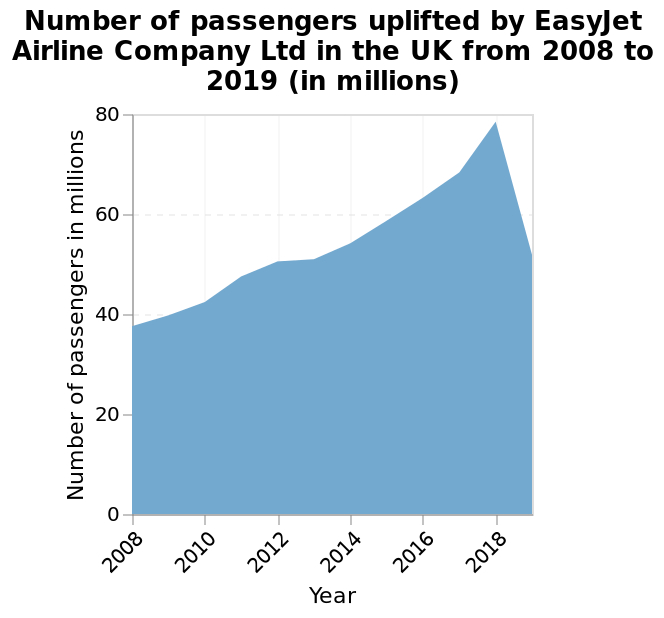 Number of passengers uplifted by EasyJet
Airline Company Ltd in the UK from 2008 to
2019 (in millions)
Number of passengers in millions
80
60
40
20
0
2008
2010
2012
2014
2016
2018
Year